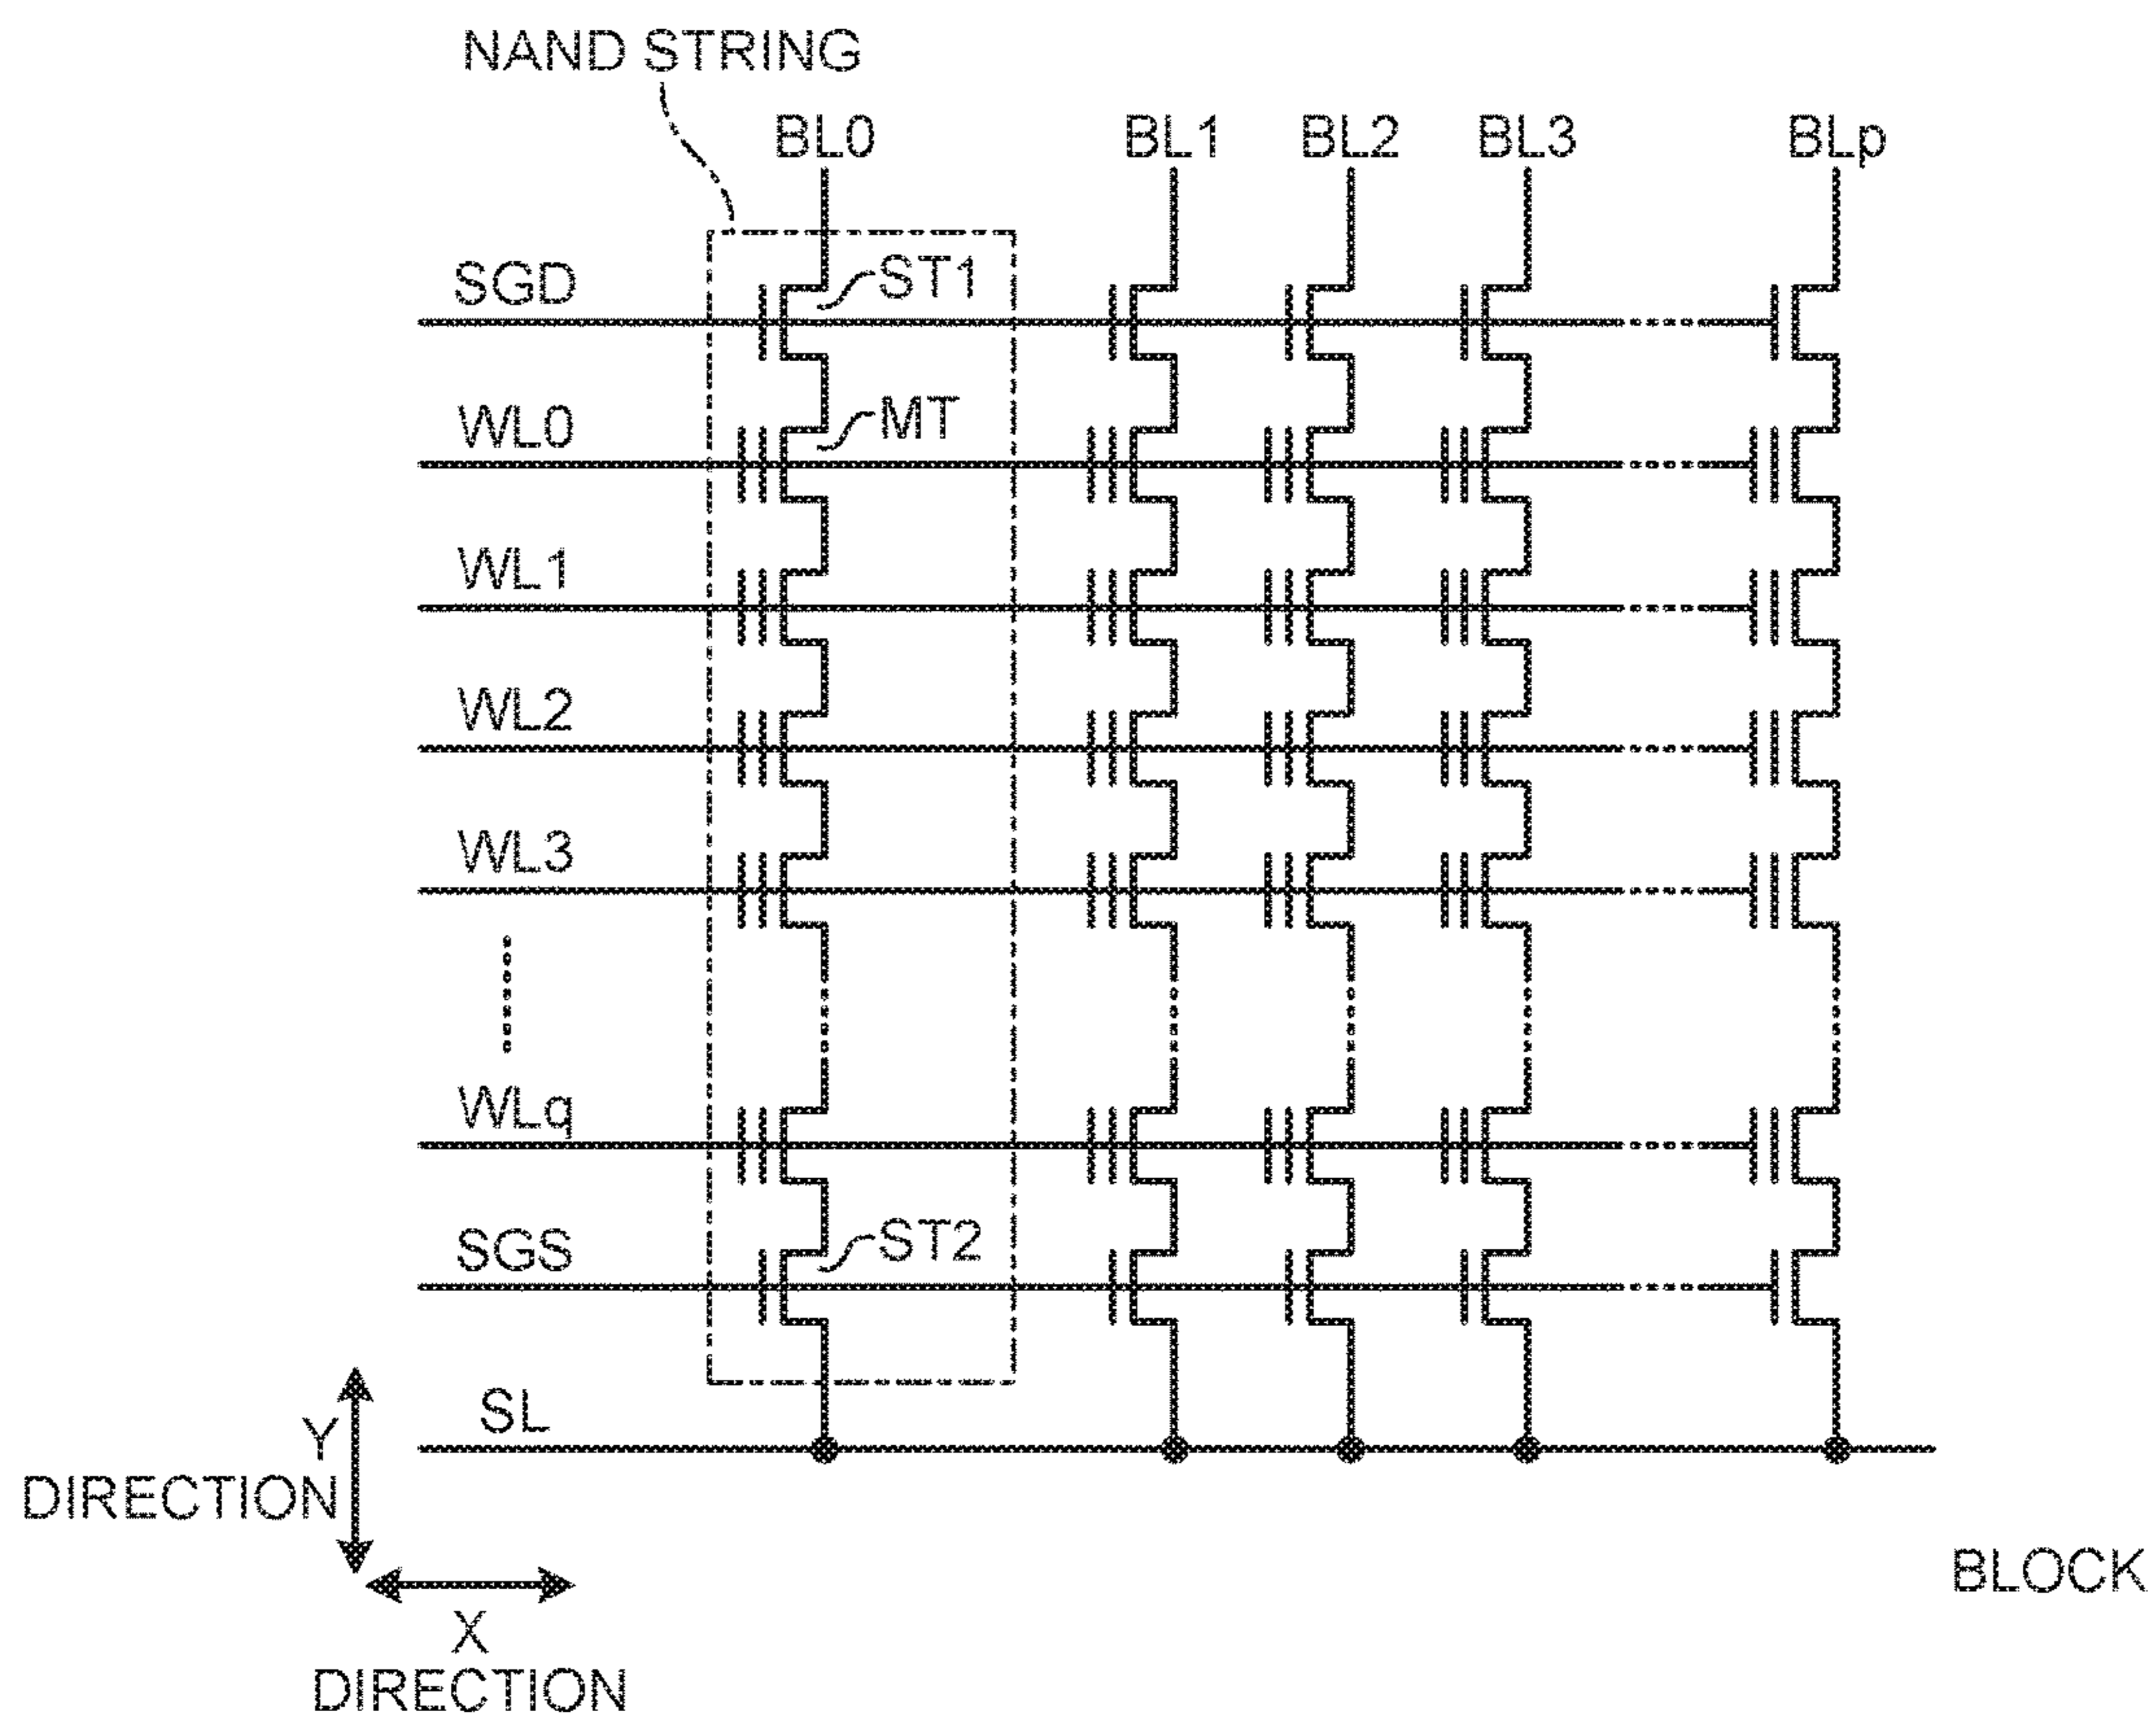 NAND STRING
BL0
BL1
BL2
BL3
BLp
SGD
ST1
WL0
MT
WL1
WL2
WL3
WLq
SGS
ST2
SL
Y
DIRECTION
X
DIRECTION
BLOCK